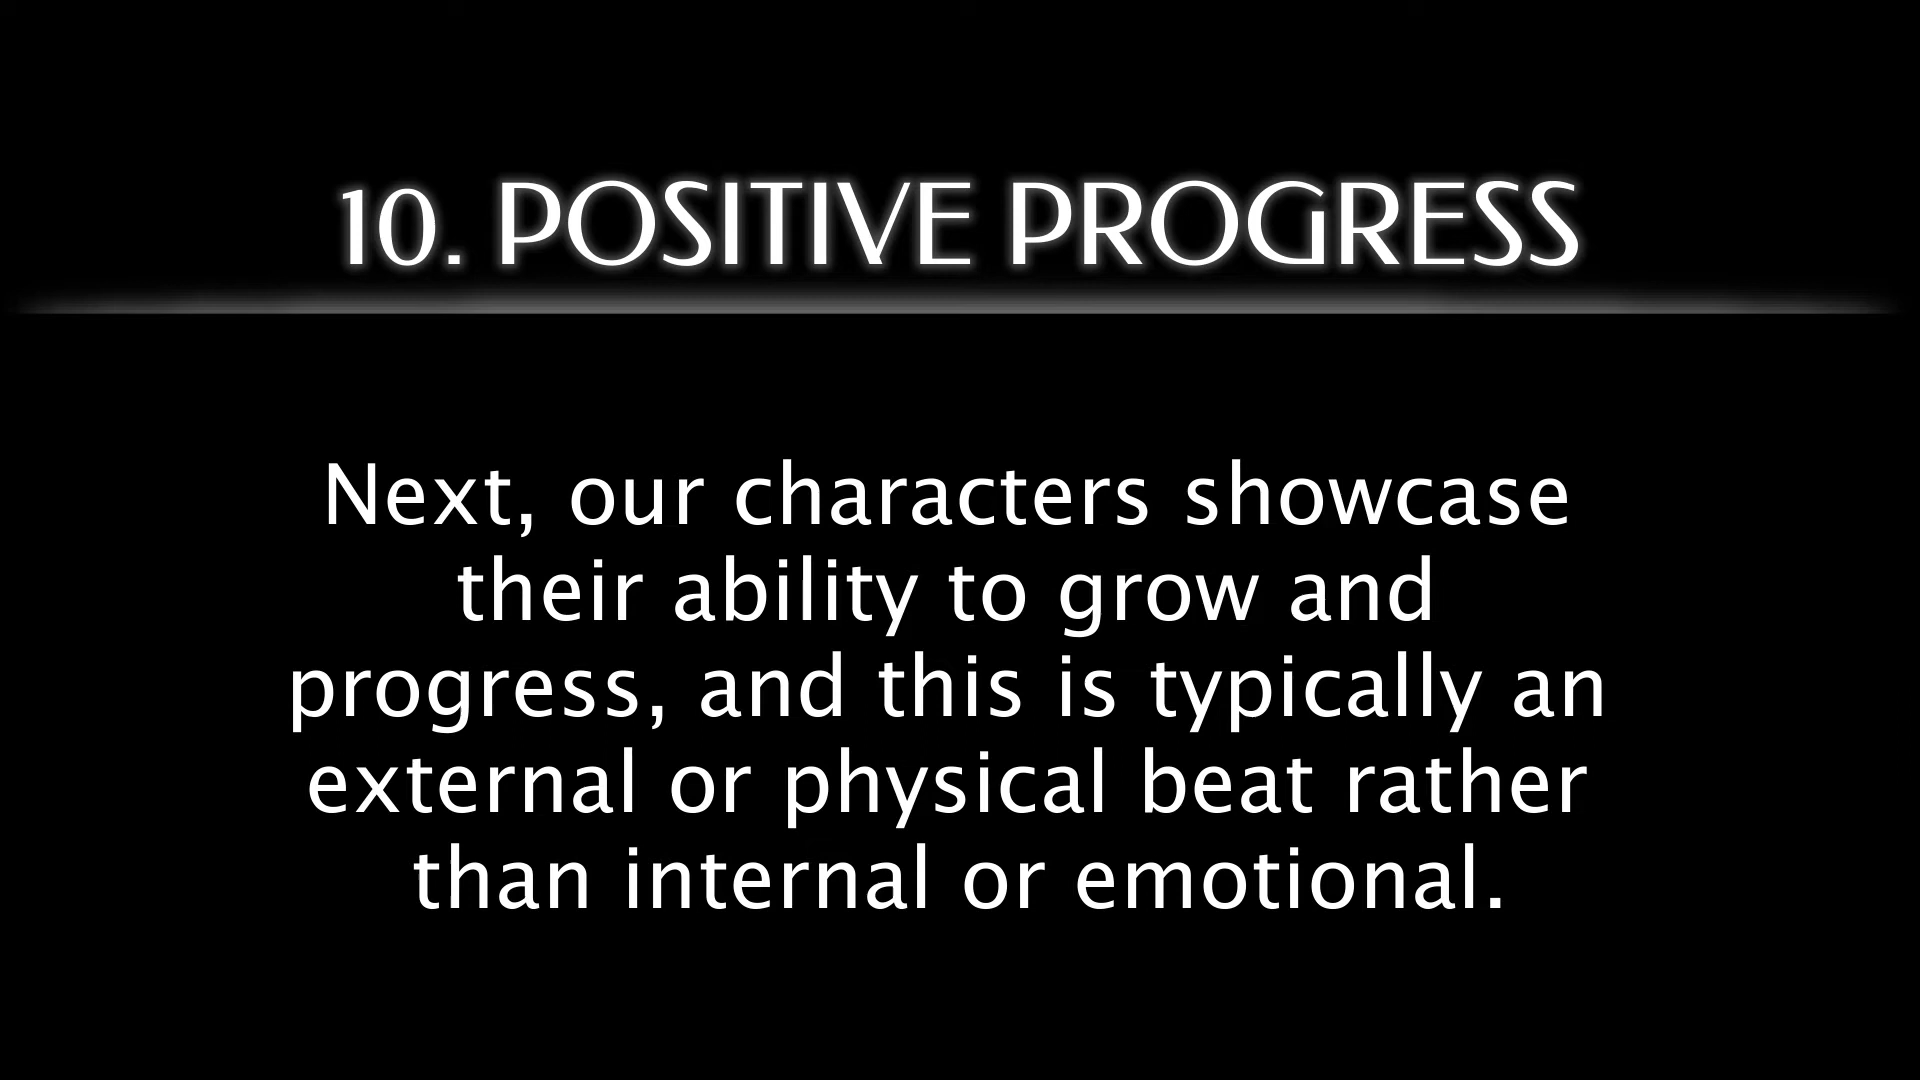 10. POSITIVE PROGRESS
Next, our characters showcase
their ability to grow and
progress, and this is typically an
external or physical beat rather
than internal or emotional.